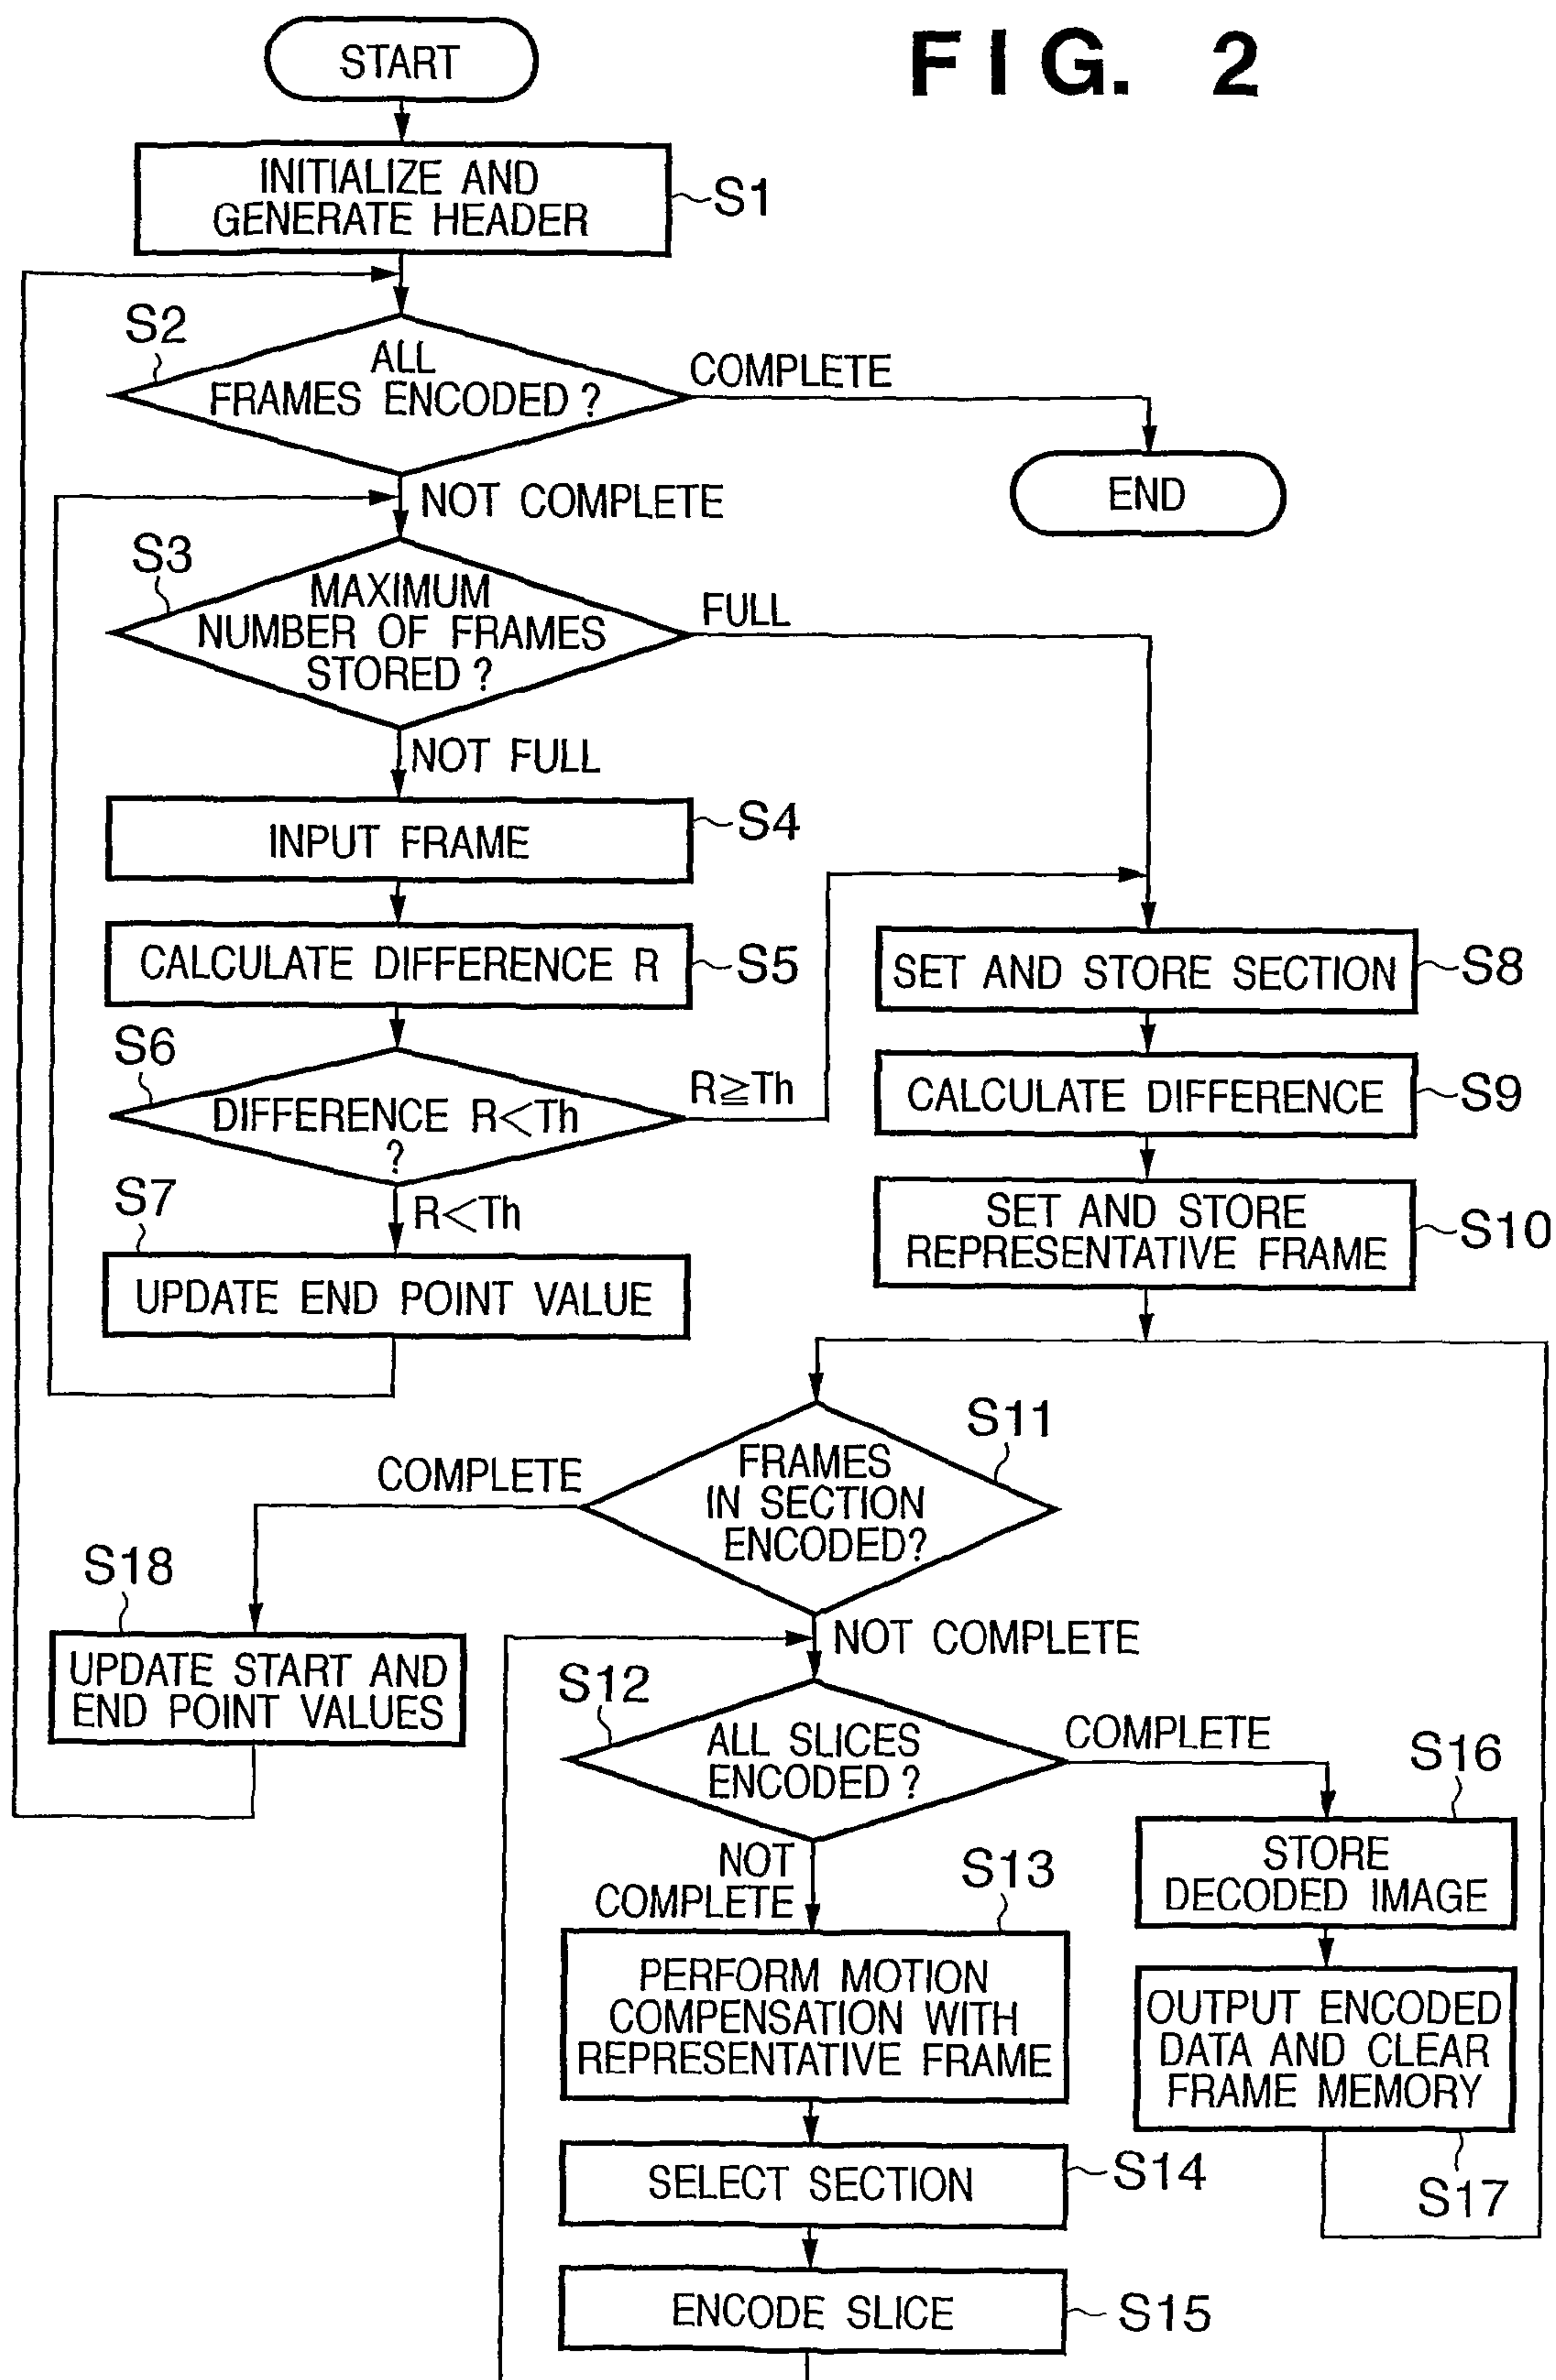 FIG. 2
START
INITIALIZE AND
GENERATE HEADER
S1
S2
ALL
FRAMES ENCODED ?
COMPLETE
END
NOT COMPLETE
S3
MAXIMUM
NUMBER OF FRAMES
STORED ?
FULL
NOT FULL
INPUT FRAME
S4
CALCULATE DIFFERENCE R
S5
S6
DIFFERENCE R<Th
?
R≧Th
R<Th
S7
UPDATE END POINT VALUE
SET AND STORE SECTION
S8
CALCULATE DIFFERENCE
S9
SET AND STORE
REPRESENTATIVE FRAME
S10
S11
FRAMES
IN SECTION
ENCODED?
COMPLETE
S18
UPDATE START AND
END POINT VALUES
NOT COMPLETE
S12
ALL SLICES
ENCODED ?
COMPLETE
S16
STORE
DECODED IMAGE
OUTPUT ENCODED
DATA AND CLEAR
FRAME MEMORY
S17
NOT
COMPLETE
S13
PERFORM MOTION
COMPENSATION WITH
REPRESENTATIVE FRAME
SELECT SECTION
S14
ENCODE SLICE
S15